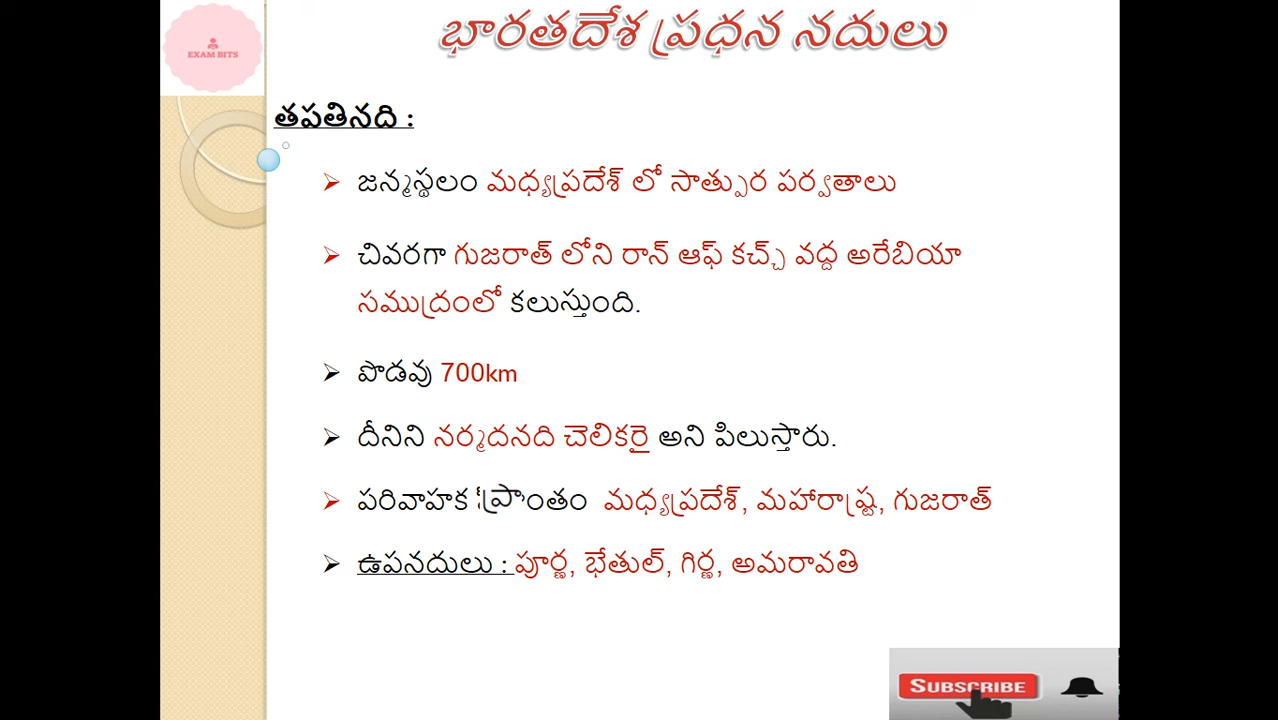 EXAM BITS
భారతదేశ ప్రధన నదులు
తపతినది :
జన్మస్థలం మధ్యప్రదేశ్ లో సాత్పుర పర్వతాలు
చివరగా గుజరాత్ లోని రాన్ ఆఫ్ కచ్చ్ వద్ద అరేబియా
సముద్రంలో కలుస్తుంది.
పొడవు 700km
దీనిని నర్మదనది చెలికరై అని పిలుస్తారు.
పరివాహక ప్రాంతం మధ్యప్రదేశ్, మహారాష్ట్ర, గుజరాత్
ఉపనదులు : పూర్ణ, భేతుల్, గిర్ణ, అమరావతి
SUBSCRIBE